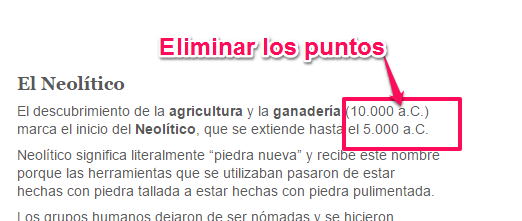 Eliminar los puntos
El Neolítico
El descubrimiento de la agricultura y la ganadería (10.000 a.C.)
marca el inicio del Neolítico, que se extiende hasta el 5.000 a.C.
Neolítico significa literalmente “piedra nueva” y recibe este nombre
porque las herramientas que se utilizaban pasaron de estar
hechas con piedra tallada a estar hechas con piedra pulimentada.
Los grupos humanos dejaron de ser nómadas y se hicieron